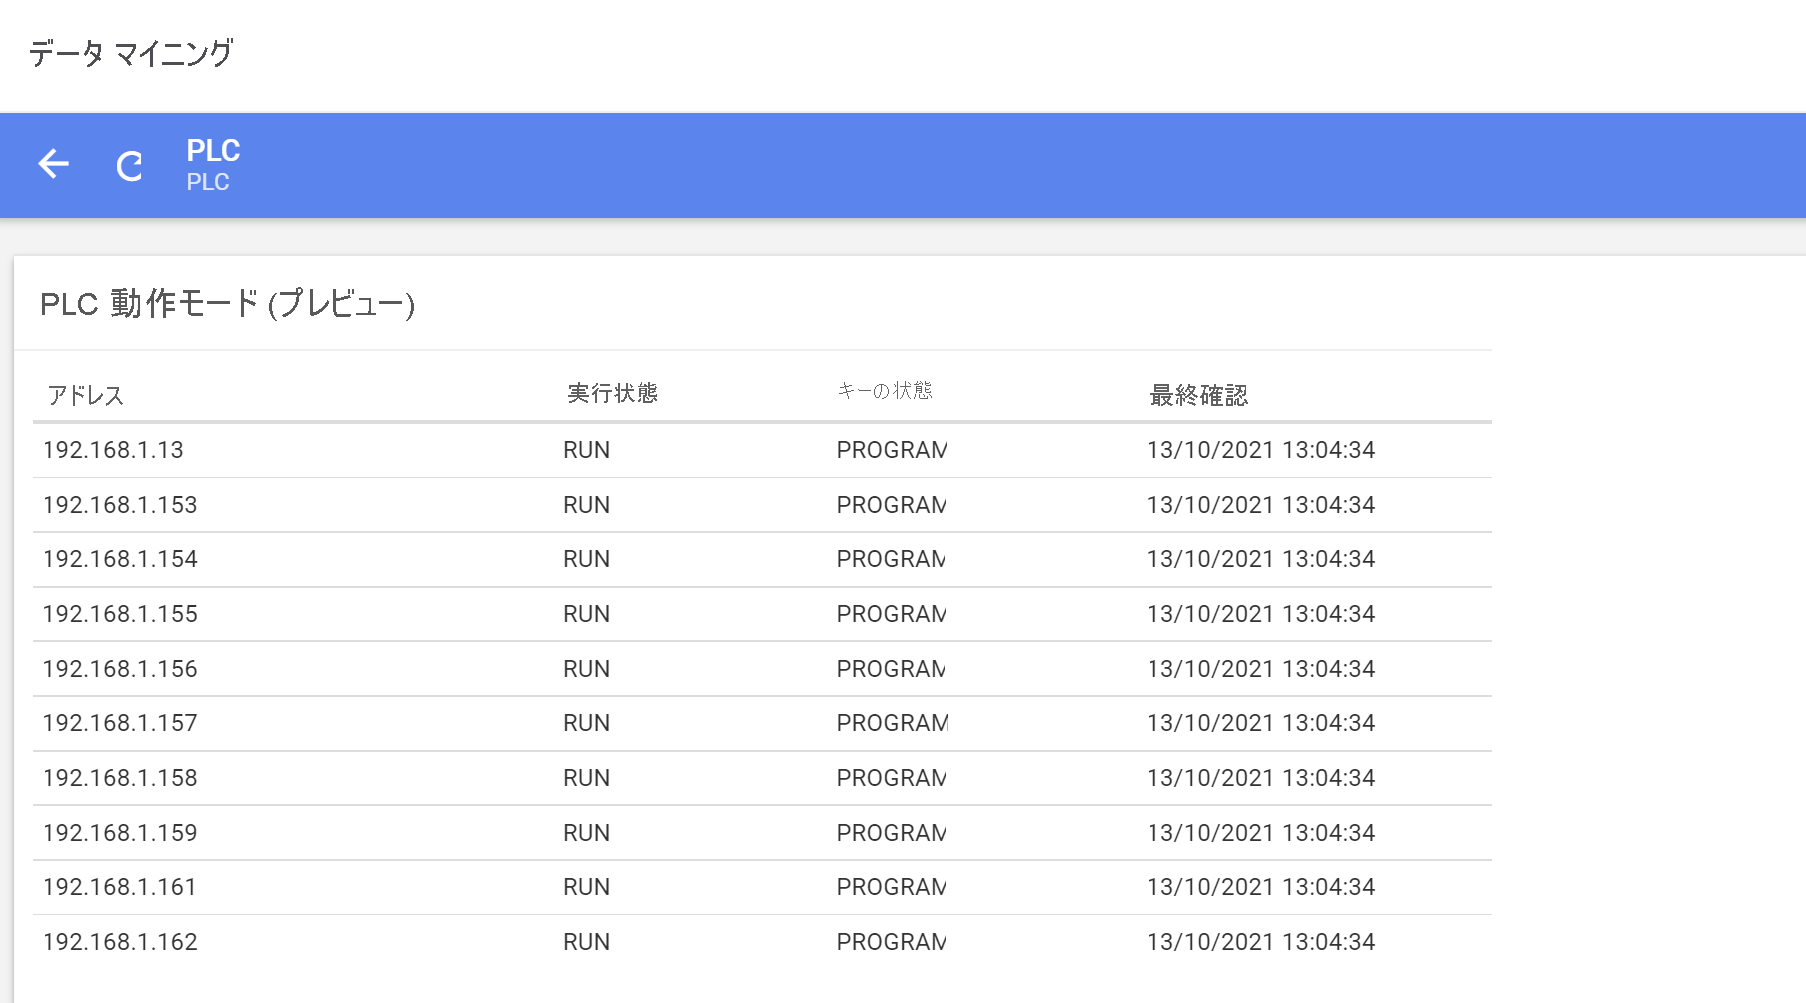 データ マイニング
PLC
PLC
PLC 動作モード (プレビュー)
アドレス 実行状態 キーの状態 最終確認
192.168.1.13 RUN PROGRAM 13/10/2021 13:04:34
192.168.1.153 RUN PROGRAM 13/10/2021 13:04:34
192.168.1.154 RUN PROGRAM 13/10/2021 13:04:34
192.168.1.155 RUN PROGRAM 13/10/2021 13:04:34
192.168.1.156 RUN PROGRAM 13/10/2021 13:04:34
192.168.1.157 RUN PROGRAM 13/10/2021 13:04:34
192.168.1.158 RUN PROGRAM 13/10/2021 13:04:34
192.168.1.159 RUN PROGRAM 13/10/2021 13:04:34
192.168.1.161 RUN PROGRAM 13/10/2021 13:04:34
192.168.1.162 RUN PROGRAM 13/10/2021 13:04:34